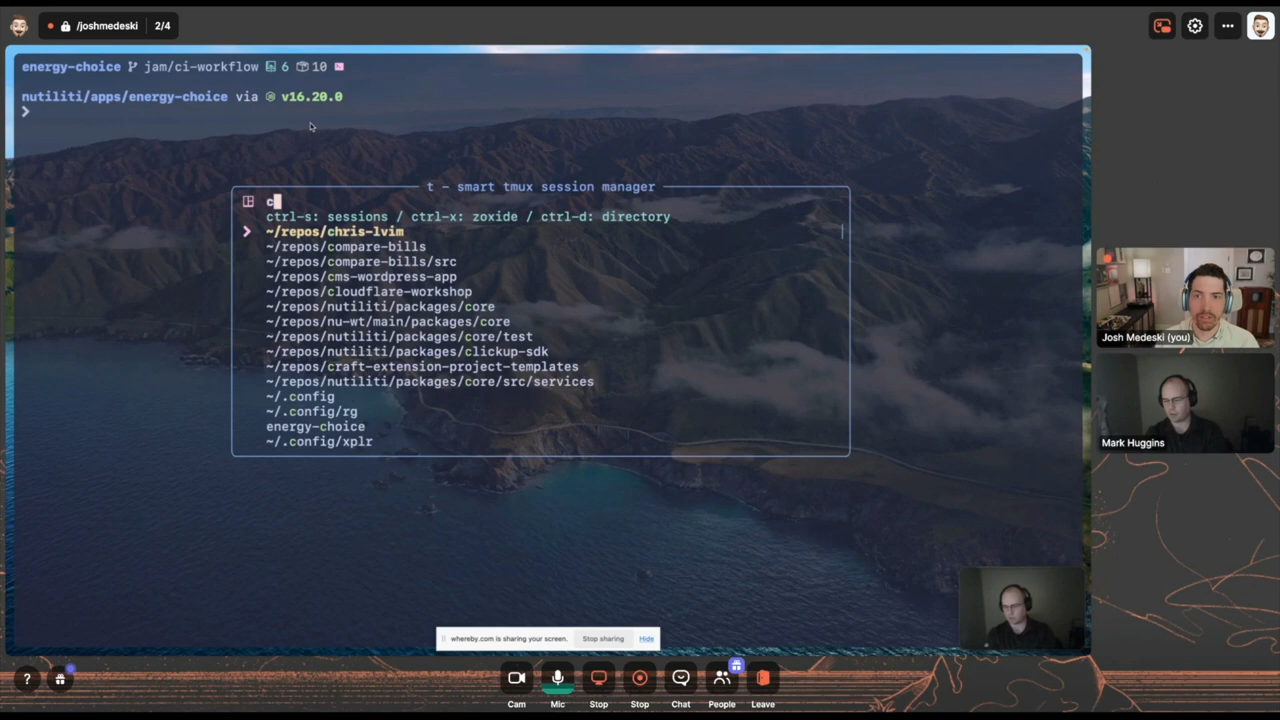 /joshmedeski 2/4
energy-choice jam/ci-workflow 6 10
nutiliti/apps/energy-choice via v16.20.0
t - smart tmux session manager
c
ctrl-s: sessions / ctrl-x: zoxide / ctrl-d: directory
~/repos/chris-lvim
~/repos/compare-bills
~/repos/compare-bills/src
~/repos/cms-wordpress-app
~/repos/cloudflare-workshop
~/repos/nutiliti/packages/core
~/repos/nu-wt/main/packages/core
~/repos/nutiliti/packages/core/test
~/repos/nutiliti/packages/clickup-sdk
~/repos/craft-extension-project-templates
~/repos/nutiliti/packages/core/src/services
~/.config
~/.config/rg
energy-choice
~/.config/xplr
Josh Medeski (you)
Mark Huggins
whereby.com is sharing your screen. Stop sharing Hide
?
Cam Mic Stop Stop Chat People Leave